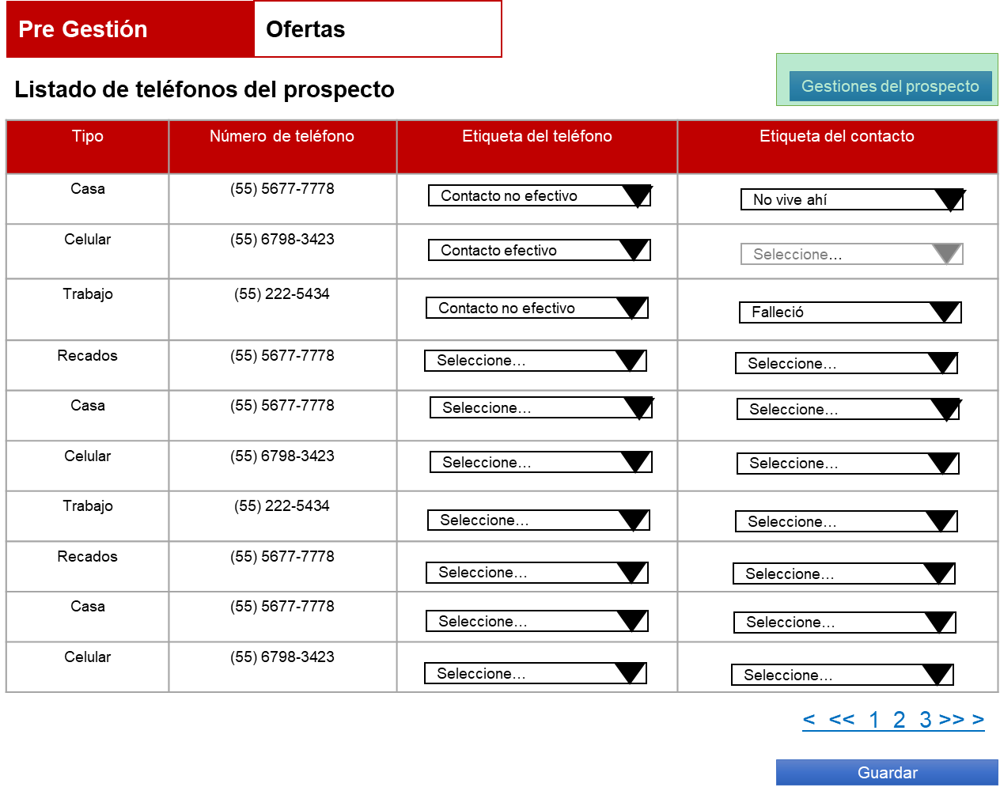 Pre Gestión Ofertas
Listado de teléfonos del prospecto
Gestiones del prospecto
Tipo Número de teléfono Etiqueta del teléfono Etiqueta del contacto
Casa (55) 5677-7778 Contacto no efectivo No vive ahí
Celular (55) 6798-3423 Contacto efectivo Seleccione...
Trabajo (55) 222-5434 Contacto no efectivo Falleció
Recados (55) 5677-7778 Seleccione... Seleccione...
Casa (55) 5677-7778 Seleccione... Seleccione...
Celular (55) 6798-3423 Seleccione... Seleccione...
Trabajo (55) 222-5434 Seleccione... Seleccione...
Recados (55) 5677-7778 Seleccione... Seleccione...
Casa (55) 5677-7778 Seleccione... Seleccione...
Celular (55) 6798-3423 Seleccione... Seleccione...
< << 1 2 3 >> >
Guardar